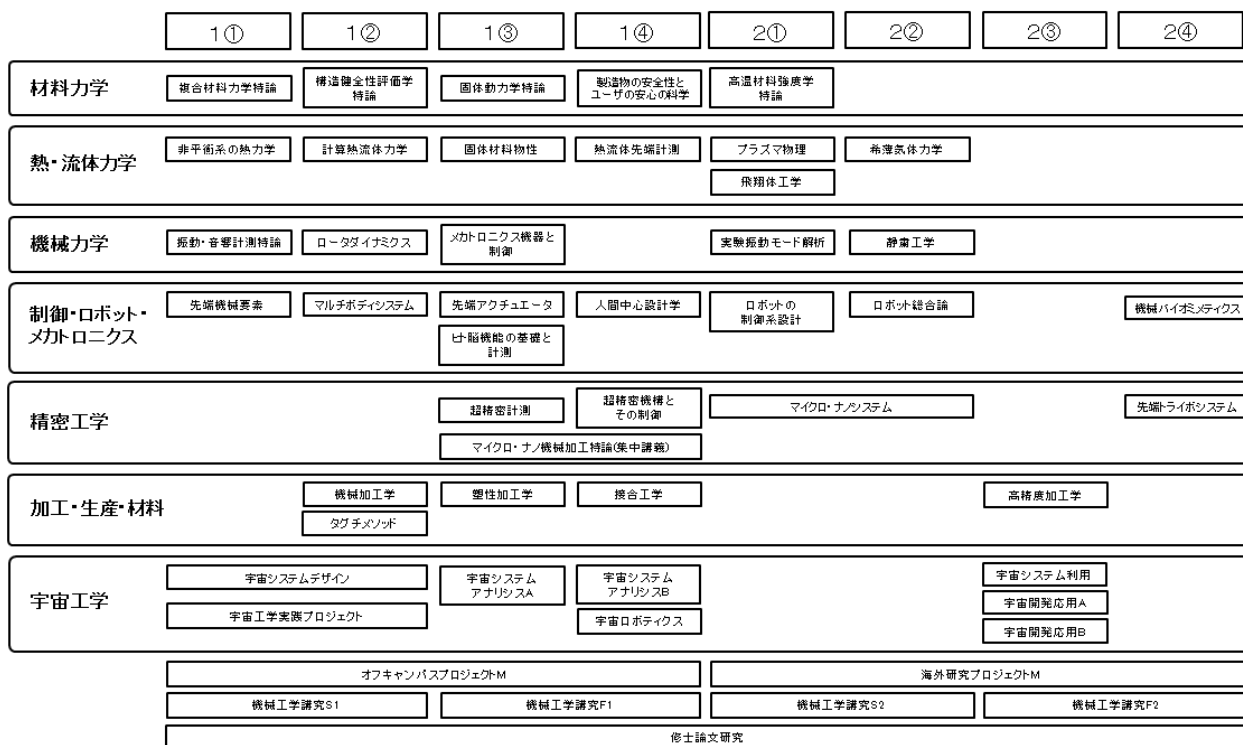 1① 1② 1③ 1④ 2① 2② 2③ 2④
材料力学
複合材料力学特論
構造健全性評価学
特論
固体動力学特論
製造物の安全性と
ユーザの安心の科学
高温材料強度学
特論
熱・流体力学
非平衡系の熱力学
計算熱流体力学
固体材料物性
熱流体先端計測
プラズマ物理
希薄気体力学
飛翔体工学
機械力学
振動・音響計測特論
ロータダイナミクス
メカトロニクス機器と
制御
実験振動モード解析
静粛工学
制御・ロボット・
メカトロニクス
先端機械要素
マルチボディシステム
先端アクチュエータ
人間中心設計学
ロボットの
制御系設計
ロボット総合論
機械バイオミメティクス
ヒト脳機能の基礎と
計測
精密工学
超精密計測
超精密機構と
その制御
マイクロ・ナノシステム
先端トライボシステム
マイクロ・ナノ機械加工特論(集中講義)
加工・生産・材料
機械加工学
塑性加工学
接合工学
高精度加工学
タグチメソッド
宇宙工学
宇宙システムデザイン
宇宙システム
アナリシスA
宇宙システム
アナリシスB
宇宙システム利用
宇宙開発応用A
宇宙工学実践プロジェクト
宇宙ロボティクス
宇宙開発応用B
オフキャンパスプロジェクトM
海外研究プロジェクトM
機械工学講究S1
機械工学講究F1
機械工学講究S2
機械工学講究F2
修士論文研究